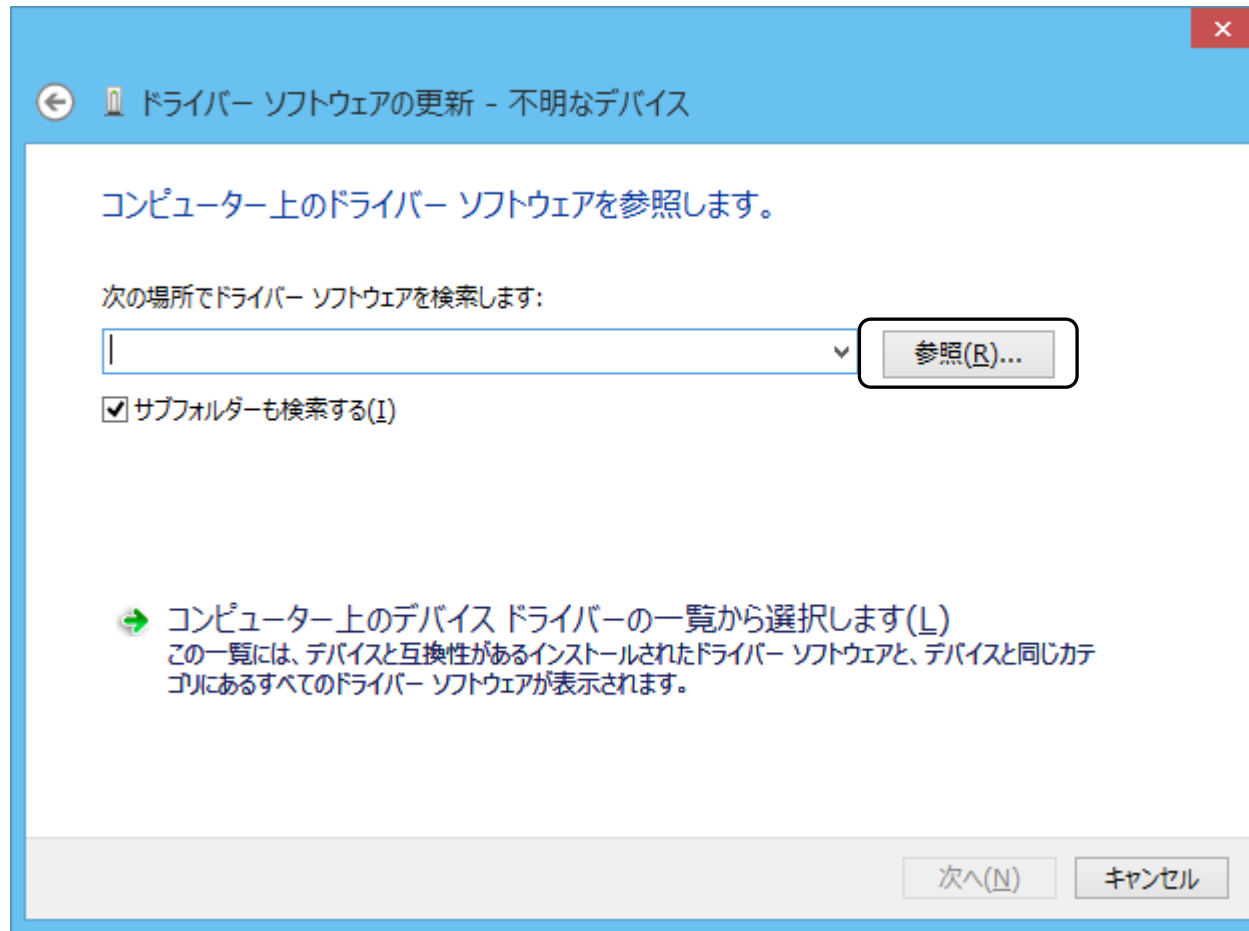 ドライバー ソフトウェアの更新 - 不明なデバイス
コンピューター上のドライバー ソフトウェアを参照します。
次の場所でドライバー ソフトウェアを検索します:
参照(R)...
サブフォルダーも検索する(I)
コンピューター上のデバイス ドライバーの一覧から選択します(L)
この一覧には、デバイスと互換性があるインストールされたドライバー ソフトウェアと、デバイスと同じカテ
ゴリにあるすべてのドライバー ソフトウェアが表示されます。
次へ(N)
キャンセル